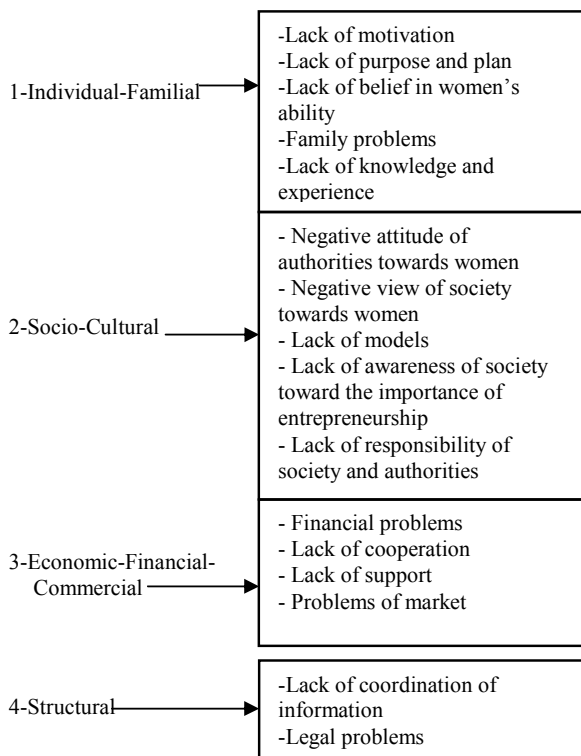 1-Individual-Familial
-Lack of motivation
-Lack of purpose and plan
-Lack of belief in women's
ability
-Family problems
-Lack of knowledge and
experience
2-Socio-Cultural
- Negative attitude of
authorities towards women
- Negative view of society
towards women
- Lack of models
- Lack of awareness of society
toward the importance of
entrepreneurship
- Lack of responsibility of
society and authorities
3-Economic-Financial-
Commercial
- Financial problems
- Lack of cooperation
- Lack of support
- Problems of market
4-Structural
-Lack of coordination of
information
-Legal problems